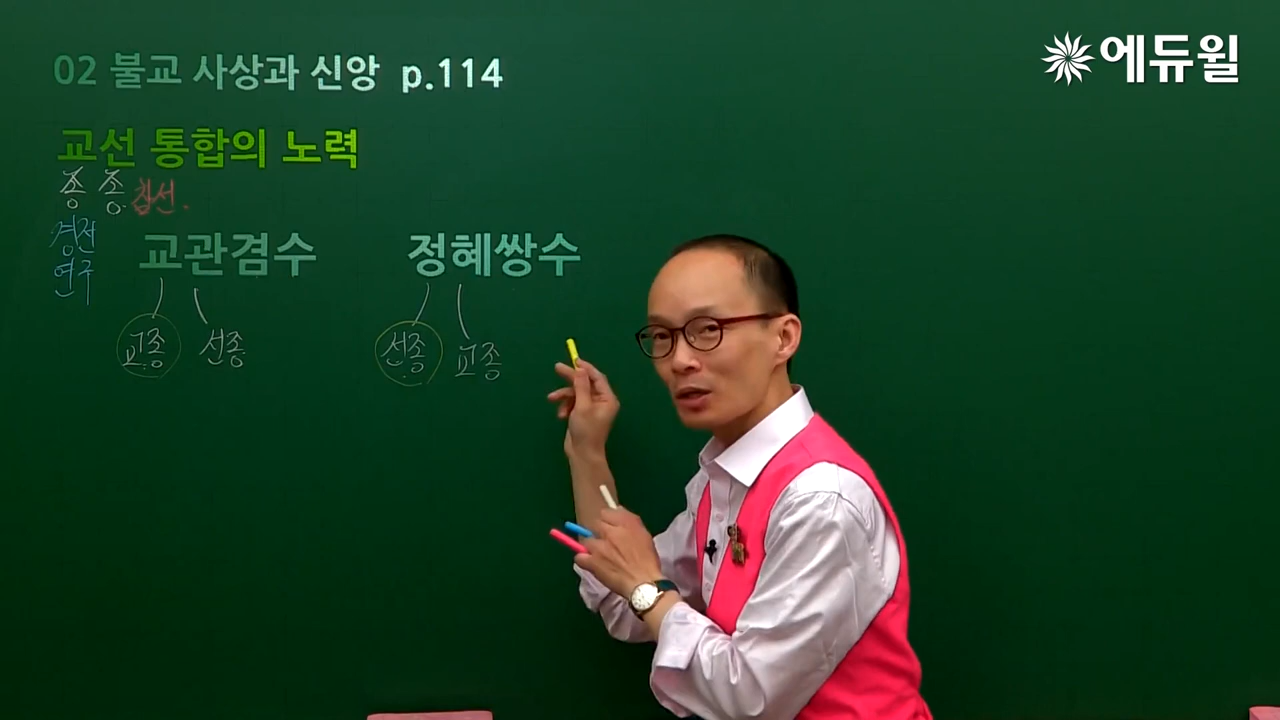 02 불교 사상과 신앙 p.114
에듀윌
교선 통합의 노력
종 종 참선.
경전
연구
교관겸수 정혜쌍수
교종 선종 선종 교종